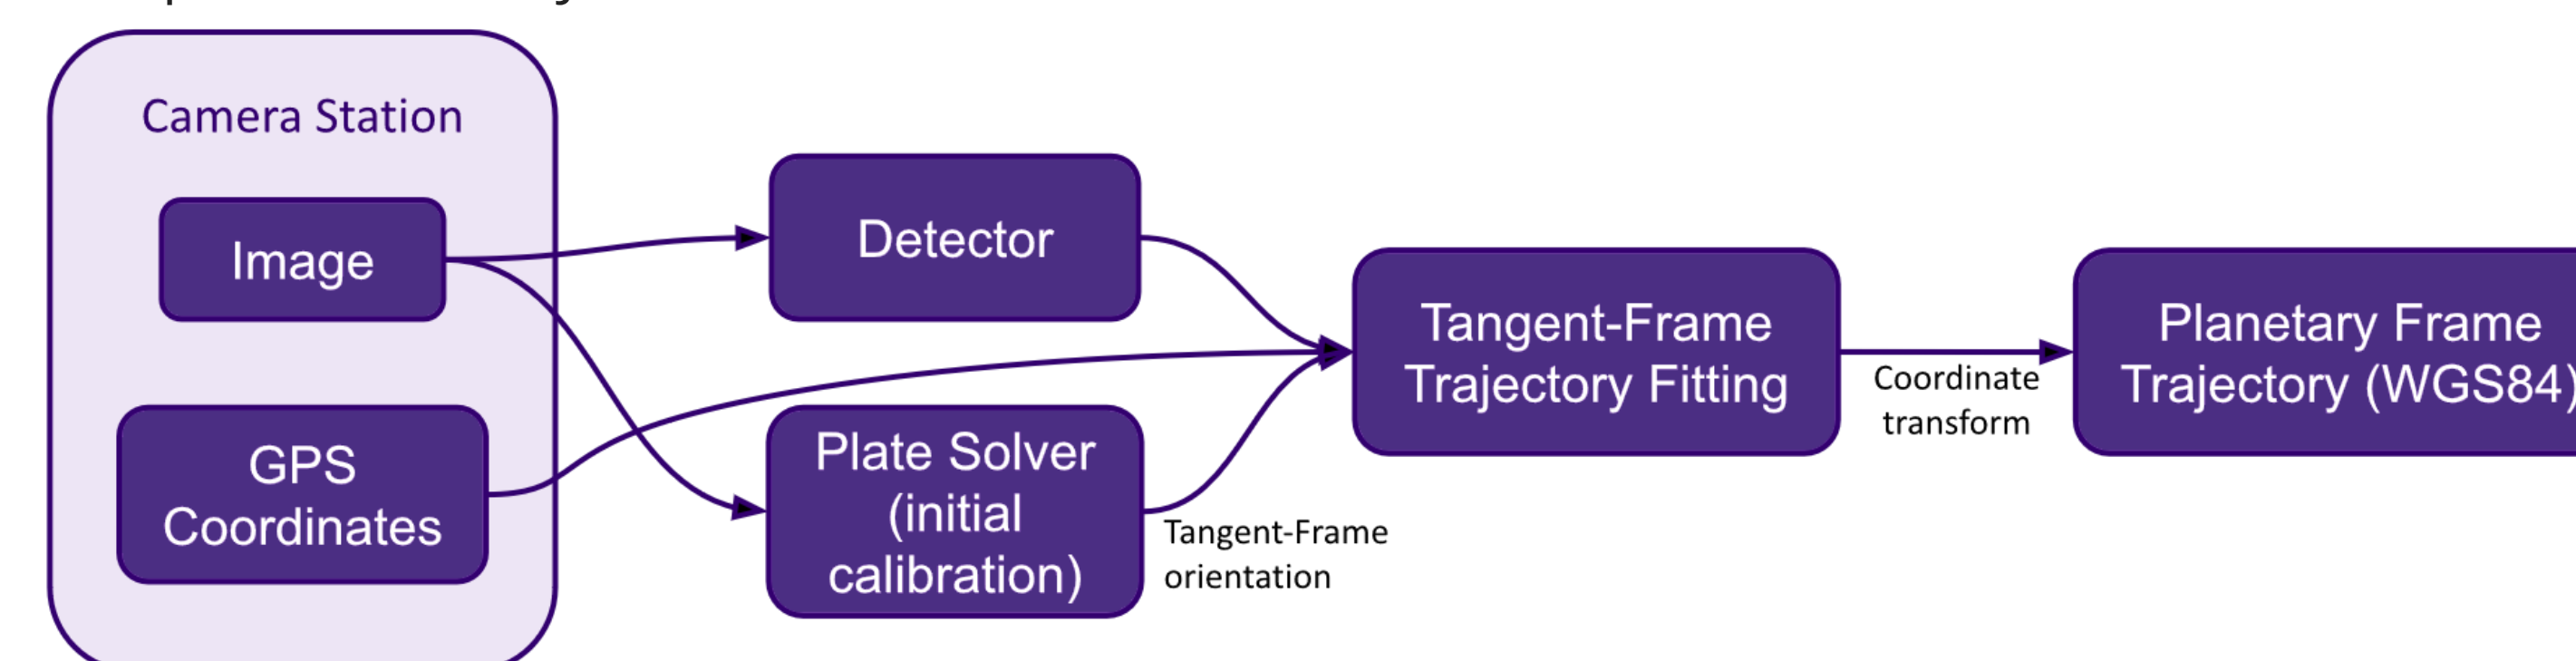 Camera Station
Image
GPS
Coordinates
Detector
Plate Solver
(initial
calibration)
Tangent-Frame
orientation
Tangent-Frame
Trajectory Fitting
Coordinate
transform
Planetary Frame
Trajectory (WGS84)